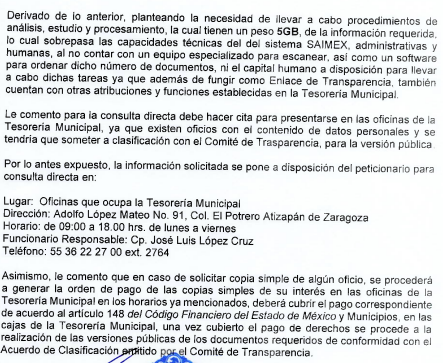 Derivado de lo anterior, planteando la necesidad de llevar a cabo procedimientos de
análisis, estudio y procesamiento, la cual tienen un peso 5GB, de la información requerida,
lo cual sobrepasa las capacidades técnicas del del sistema SAIMEX, administrativas y
humanas, al no contar con un equipo especializado para escanear, así como un software
para ordenar dicho número de documentos, ni el capital humano a disposición para llevar
a cabo dichas tareas ya que además de fungir como Enlace de Transparencia, también
cuentan con otras atribuciones y funciones establecidas en la Tesorería Municipal.
Le comento para la consulta directa debe hacer cita para presentarse en las oficinas de la
Tesorería Municipal, ya que existen oficios con el contenido de datos personales y se
tendría que someter a clasificación con el Comité de Trasparencia, para la versión pública.
Por lo antes expuesto, la información solicitada se pone a disposición del peticionario para
consulta directa en:
Lugar: Oficinas que ocupa la Tesorería Municipal
Dirección: Adolfo López Mateo No. 91, Col. El Potrero Atizapán de Zaragoza
Horario: de 09:00 a 18.00 hrs. de lunes a viernes
Funcionario Responsable: Cp. José Luis López Cruz
Teléfono: 55 36 22 27 00 ext. 2764
Asimismo, le comento que en caso de solicitar copia simple de algún oficio, se procederá
a generar la orden de pago de las copias simples de su interés en las oficinas de la
Tesorería Municipal en los horarios ya mencionados, deberá cubrir el pago correspondiente
de acuerdo al artículo 148 del Código Financiero del Estado de México y Municipios, en las
cajas de la Tesorería Municipal, una vez cubierto el pago de derechos se procede a la
realización de las versiones públicas de los documentos requeridos de conformidad con el
Acuerdo de Clasificación emitido por el Comité de Transparencia.